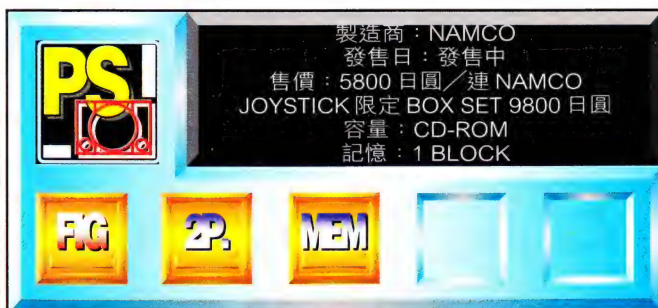 PS
製造商：NAMCO
發售日：發售中
售價：5800 日圓／連 NAMCO
JOYSTICK 限定 BOX SET 9800 日圓
容量：CD-ROM
記憶：1 BLOCK
FIG
2P.
MEM